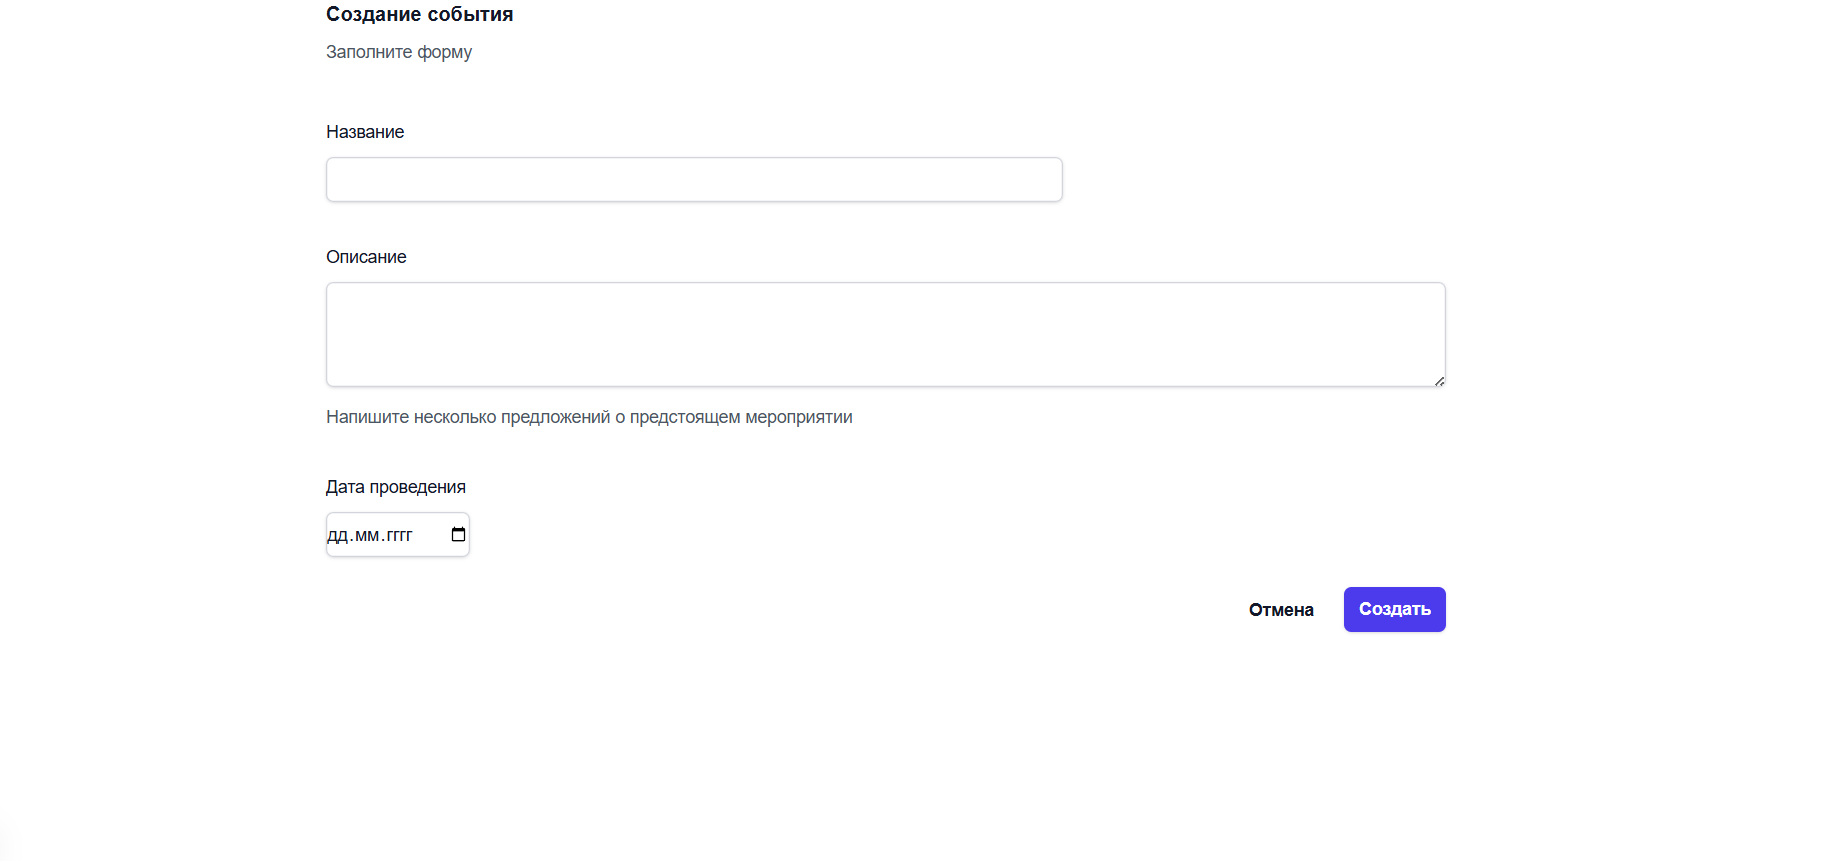 Создание события
Заполните форму
Название
Описание
Напишите несколько предложений о предстоящем мероприятии
Дата проведения
дд.мм.гггг
Отмена
Создать